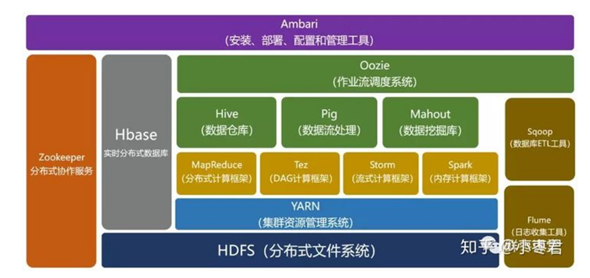 Ambari
(安装、部署、配置和管理工具)
Zookeeper
分布式协作服务
Hbase
实时分布式数据库
Oozie
(作业流调度系统)
Hive
(数据仓库)
Pig
(数据流处理)
Mahout
(数据挖掘库)
MapReduce
(分布式计算框架)
Tez
(DAG计算框架)
Storm
(流式计算框架)
Spark
(内存计算框架)
Sqoop
(数据库ETL工具)
YARN
(集群资源管理系统)
Flume
(日志收集工具)
HDFS(分布式文件系统)
知乎